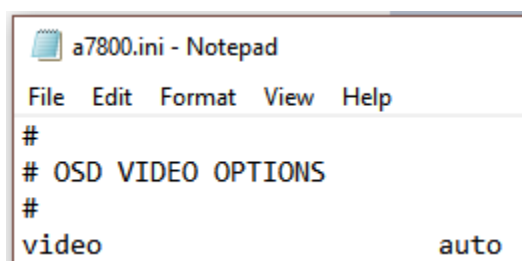 a7800.ini - Notepad
File Edit Format View Help
#
# OSD VIDEO OPTIONS
#
video auto